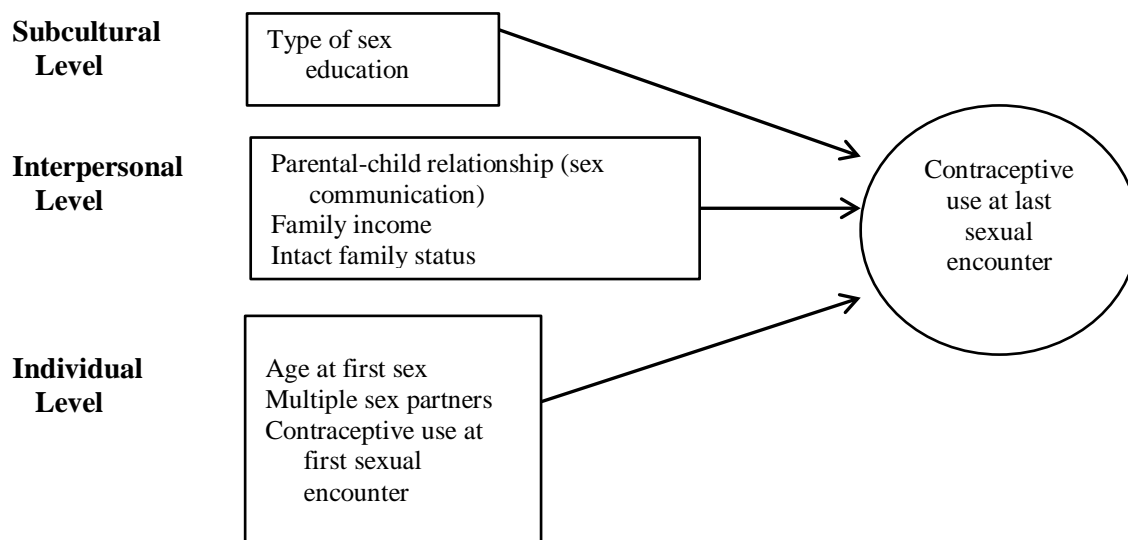 Subcultural
Level
Type of sex
education
Interpersonal
Level
Parental-child relationship (sex
communication)
Family income
Intact family status
Individual
Level
Age at first sex
Multiple sex partners
Contraceptive use at
first sexual
encounter
Contraceptive
use at last
sexual
encounter